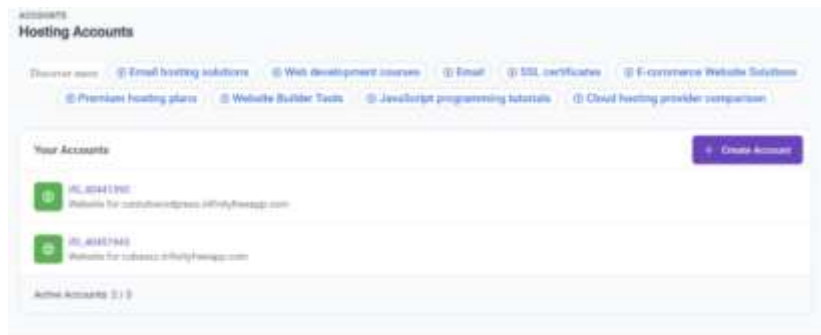 ACCOUNTS
Hosting Accounts
Discover more Email hosting solutions Web development courses Email SSL certificates E-commerce Website Solutions
Premium hosting plans Website Builder Tools JavaScript programming tutorials Cloud hosting provider comparison
Your Accounts
+ Create Account
Website for
Website for
Active Accounts: